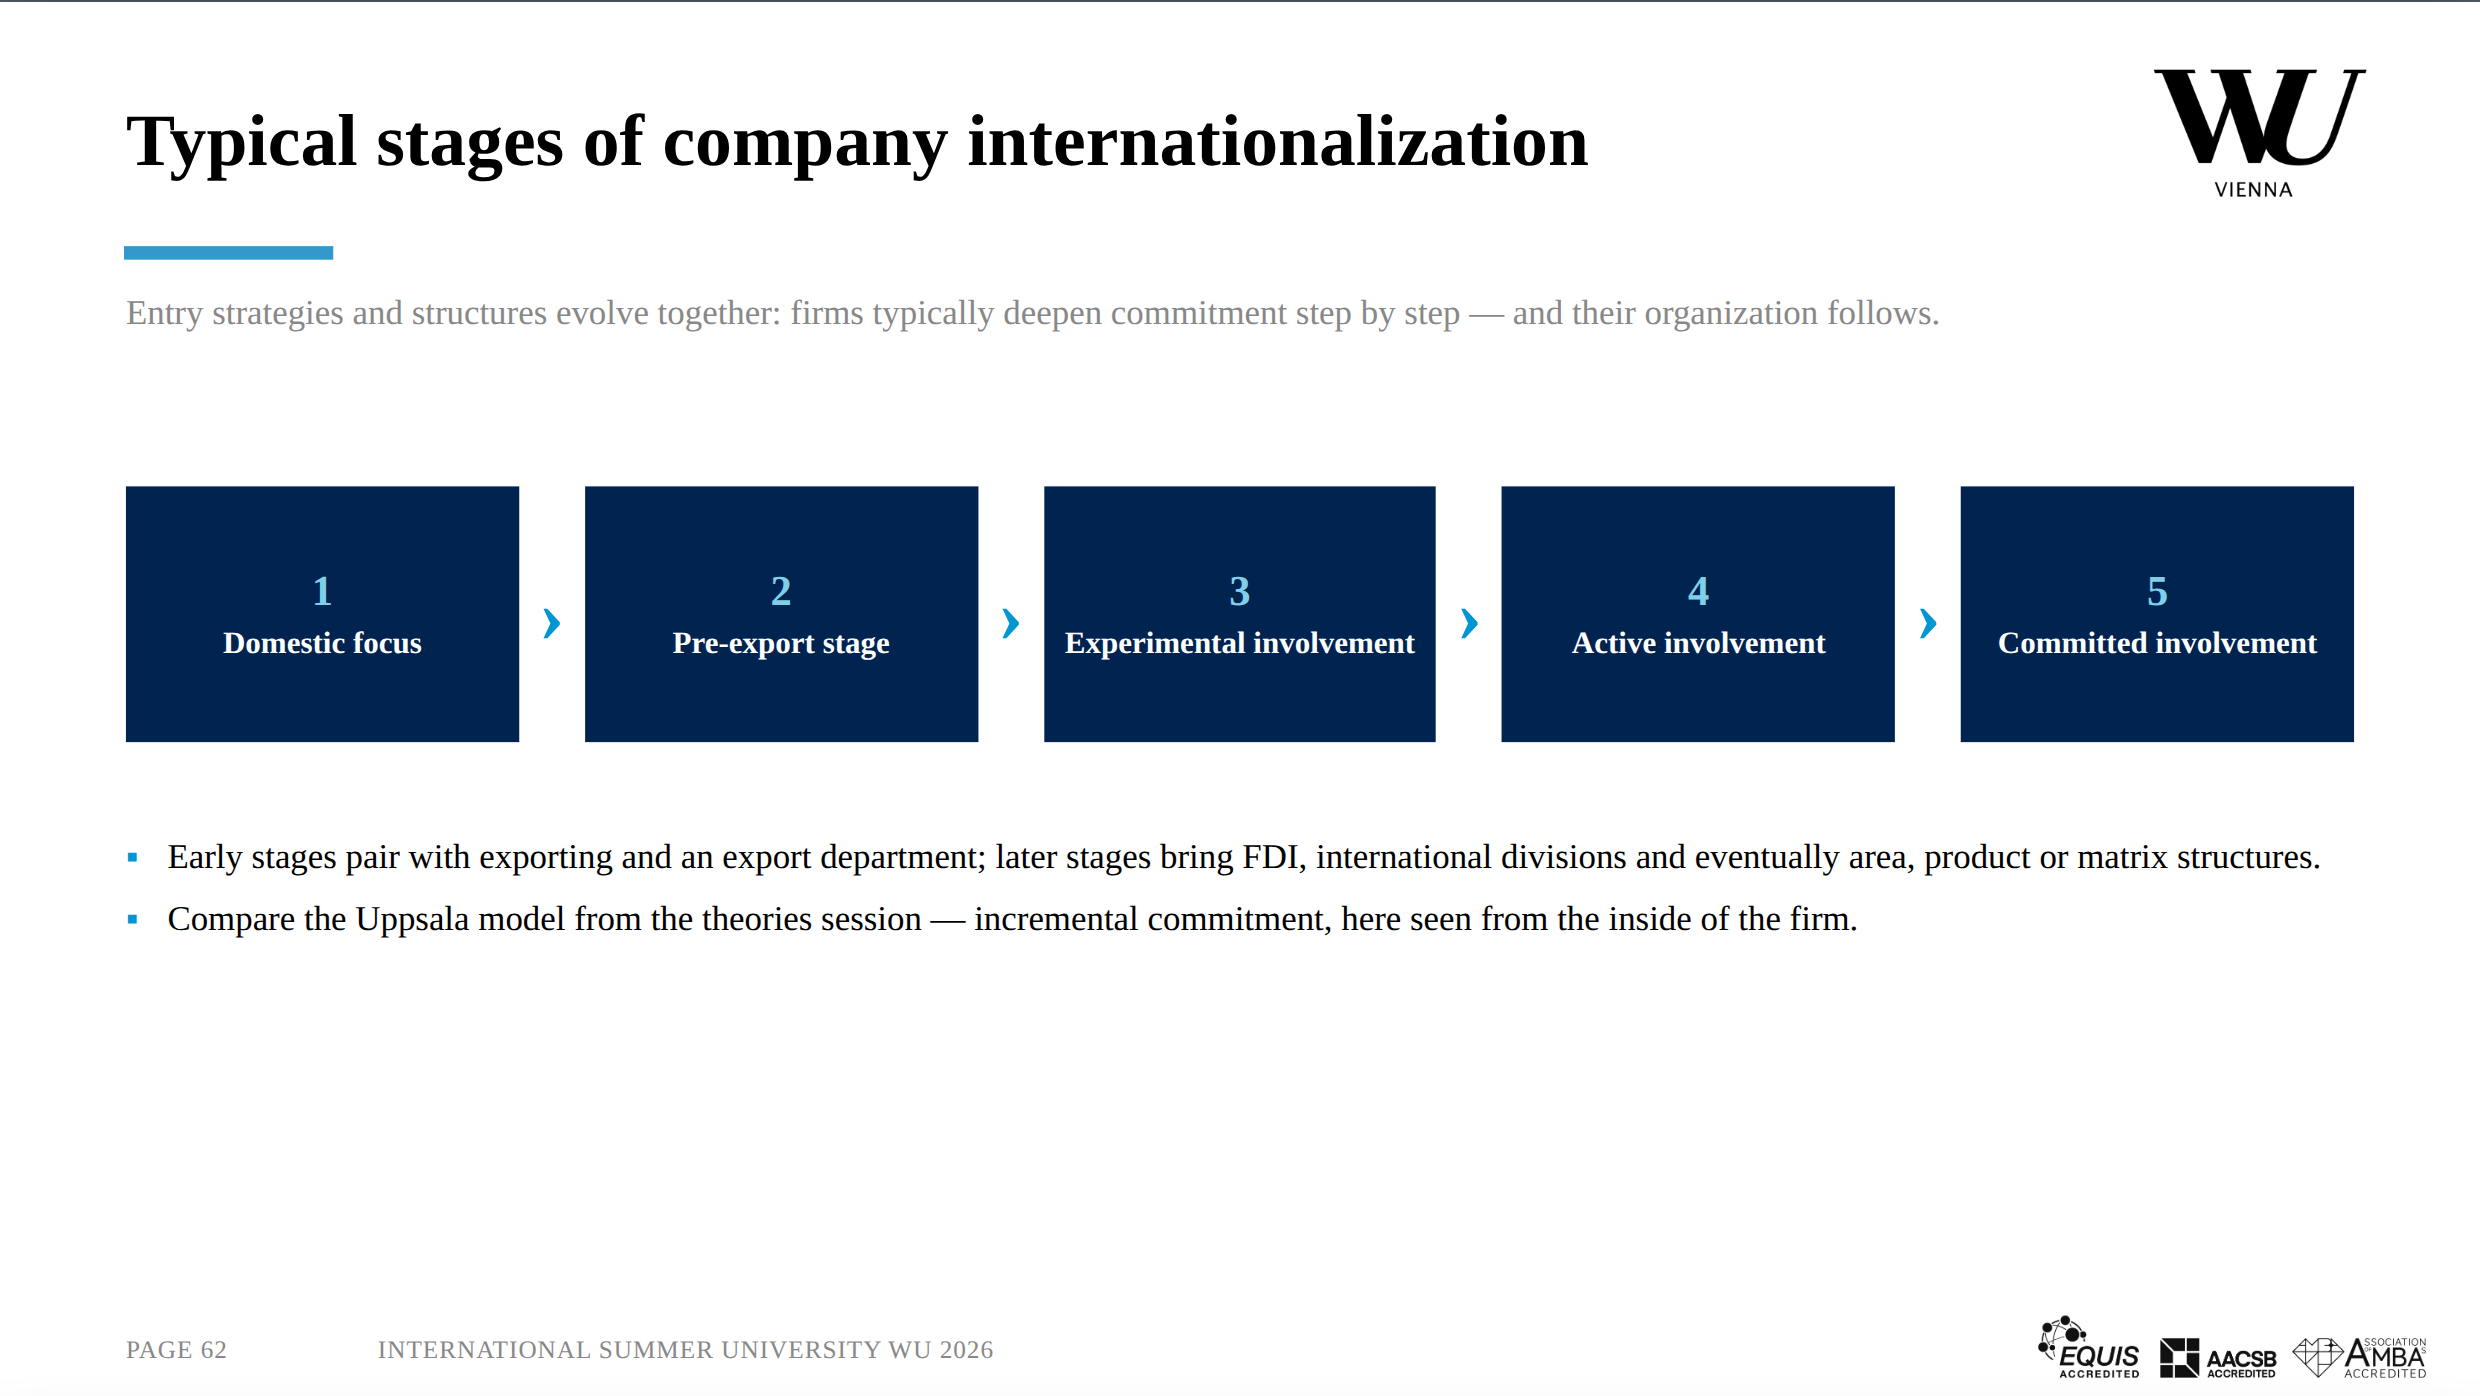 Typical stages of company internationalization
WU
VIENNA
Entry strategies and structures evolve together: firms typically deepen commitment step by step — and their organization follows.
1
Domestic focus
›
2
Pre-export stage
›
3
Experimental involvement
›
4
Active involvement
›
5
Committed involvement
▪ Early stages pair with exporting and an export department; later stages bring FDI, international divisions and eventually area, product or matrix structures.
▪ Compare the Uppsala model from the theories session — incremental commitment, here seen from the inside of the firm.
PAGE 62
INTERNATIONAL SUMMER UNIVERSITY WU 2026
EQUIS
ACCREDITED
AACSB
ACCREDITED
ASSOCIATION
OF
AMBAS
ACCREDITED